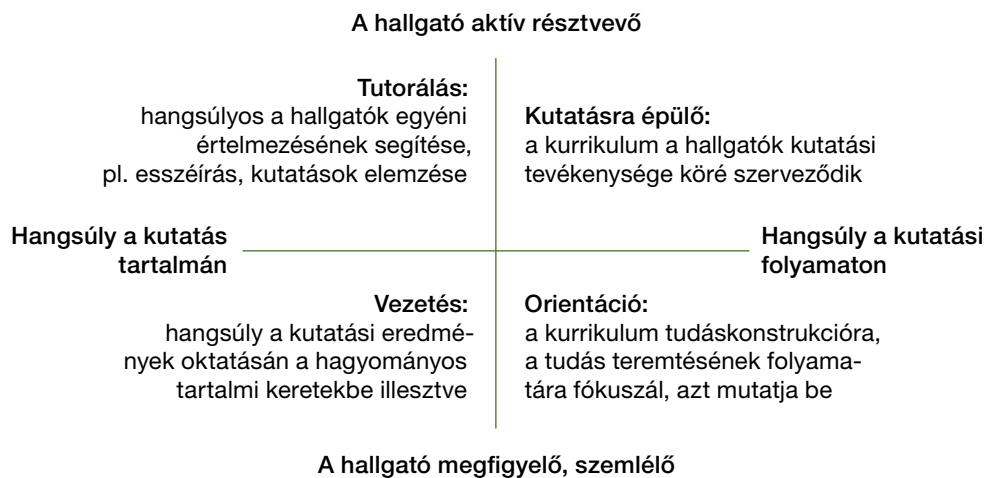 A hallgató aktív résztvevő
Tutorálás:
hangsúlyos a hallgatók egyéni
értelmezésének segítése,
pl. esszéírás, kutatások elemzése
Kutatásra épülő:
a kurrikulum a hallgatók kutatási
tevékenysége köré szerveződik
Hangsúly a kutatás
tartalmán
Hangsúly a kutatási
folyamaton
Vezetés:
hangsúly a kutatási eredmé-
nyek oktatásán a hagyományos
tartalmi keretekbe illesztve
Orientáció:
a kurrikulum tudáskonstrukcióra,
a tudás teremtésének folyama-
tára fókuszál, azt mutatja be
A hallgató megfigyelő, szemlélő